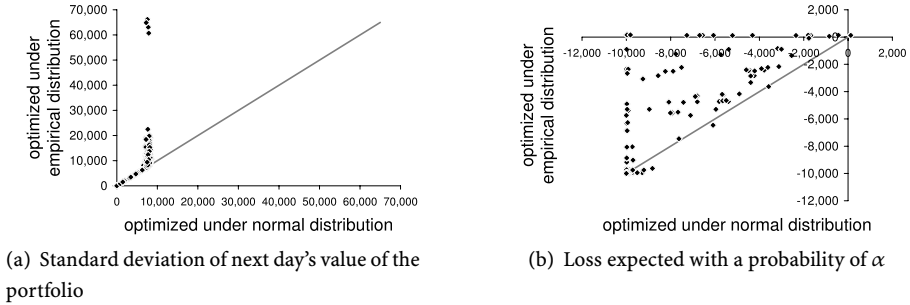 70,000
60,000
50,000
40,000
30,000
20,000
10,000
0
optimized under
empirical distribution
0 10,000 20,000 30,000 40,000 50,000 60,000 70,000
optimized under normal distribution
(a) Standard deviation of next day's value of the
portfolio
2,000
0
-12,000 -10,000 -8,000 -6,000 -4,000 -2,000 0 2,000
-2,000
-4,000
-6,000
-8,000
-10,000
-12,000
optimized under
empirical distribution
optimized under normal distribution
(b) Loss expected with a probability of α